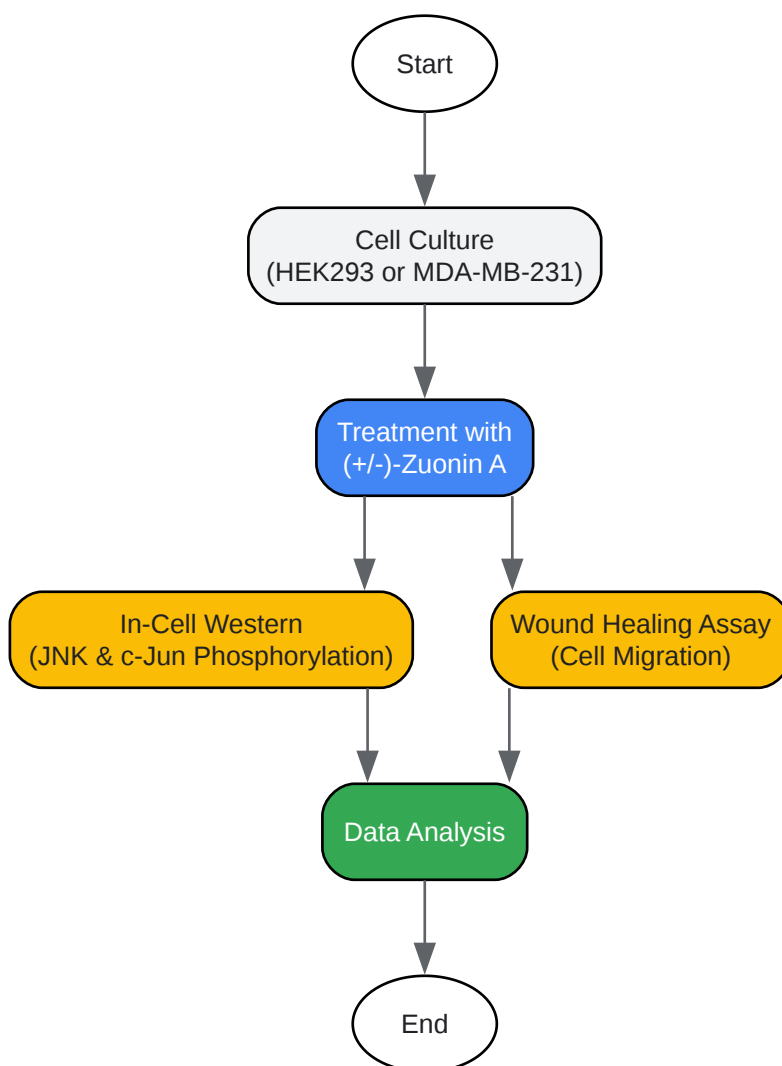 Start
Cell Culture
(HEK293 or MDA-MB-231)
Treatment with
(+/-)-Zuonin A
In-Cell Western
(JNK & c-Jun Phosphorylation)
Wound Healing Assay
(Cell Migration)
Data Analysis
End